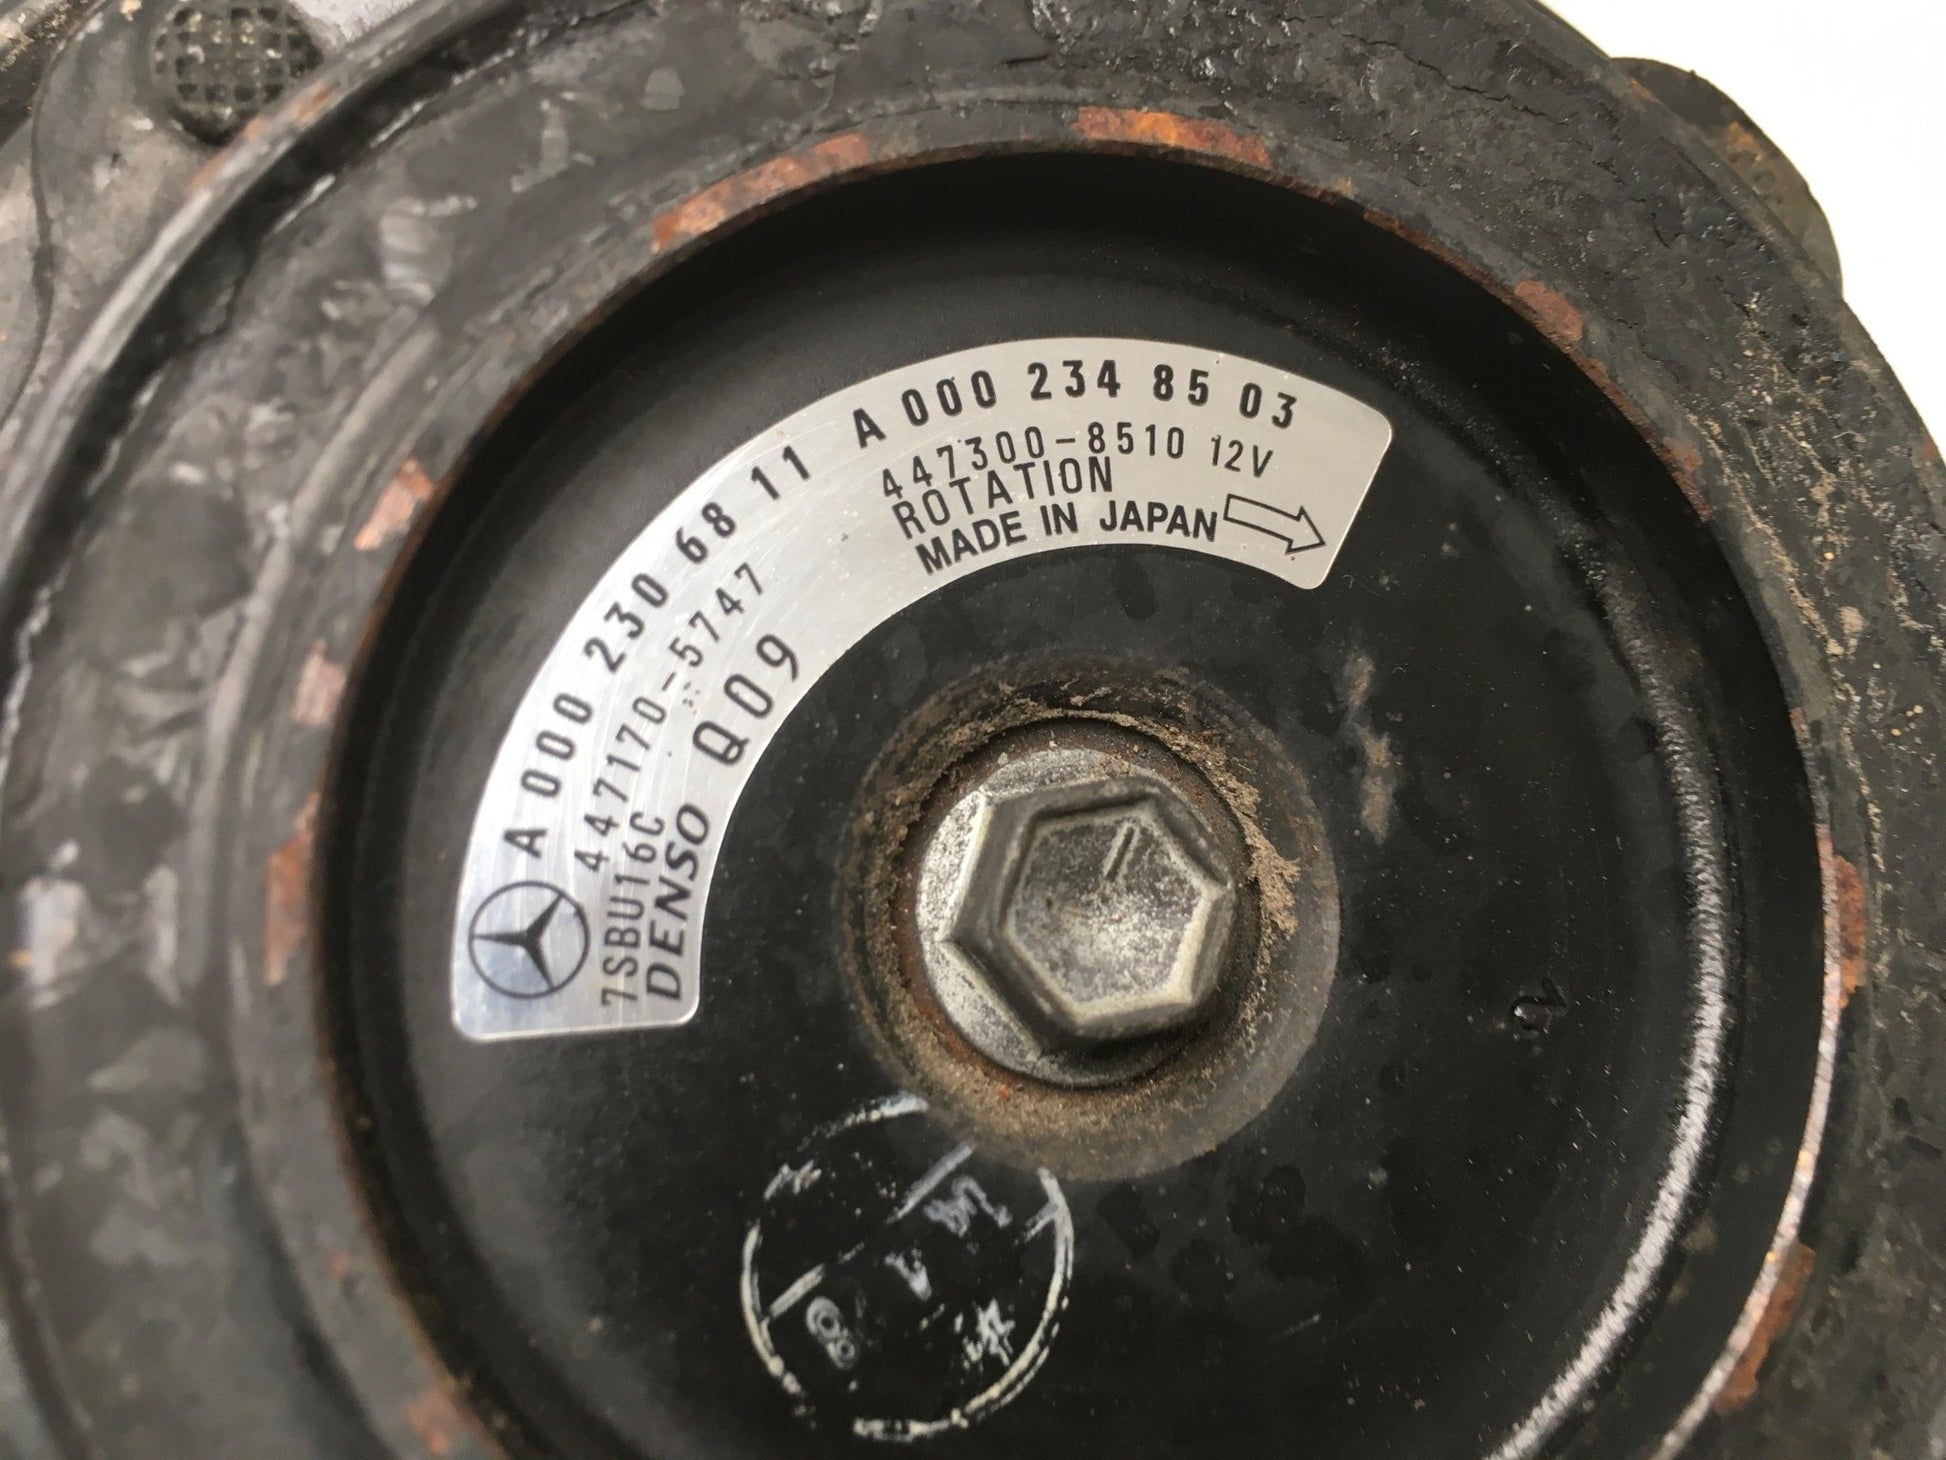 A 000 230 68 11 A 000 234 85 03
447170-5747 447300-8510 12V
7SBU16C ROTATION
DENSO Q09 MADE IN JAPAN